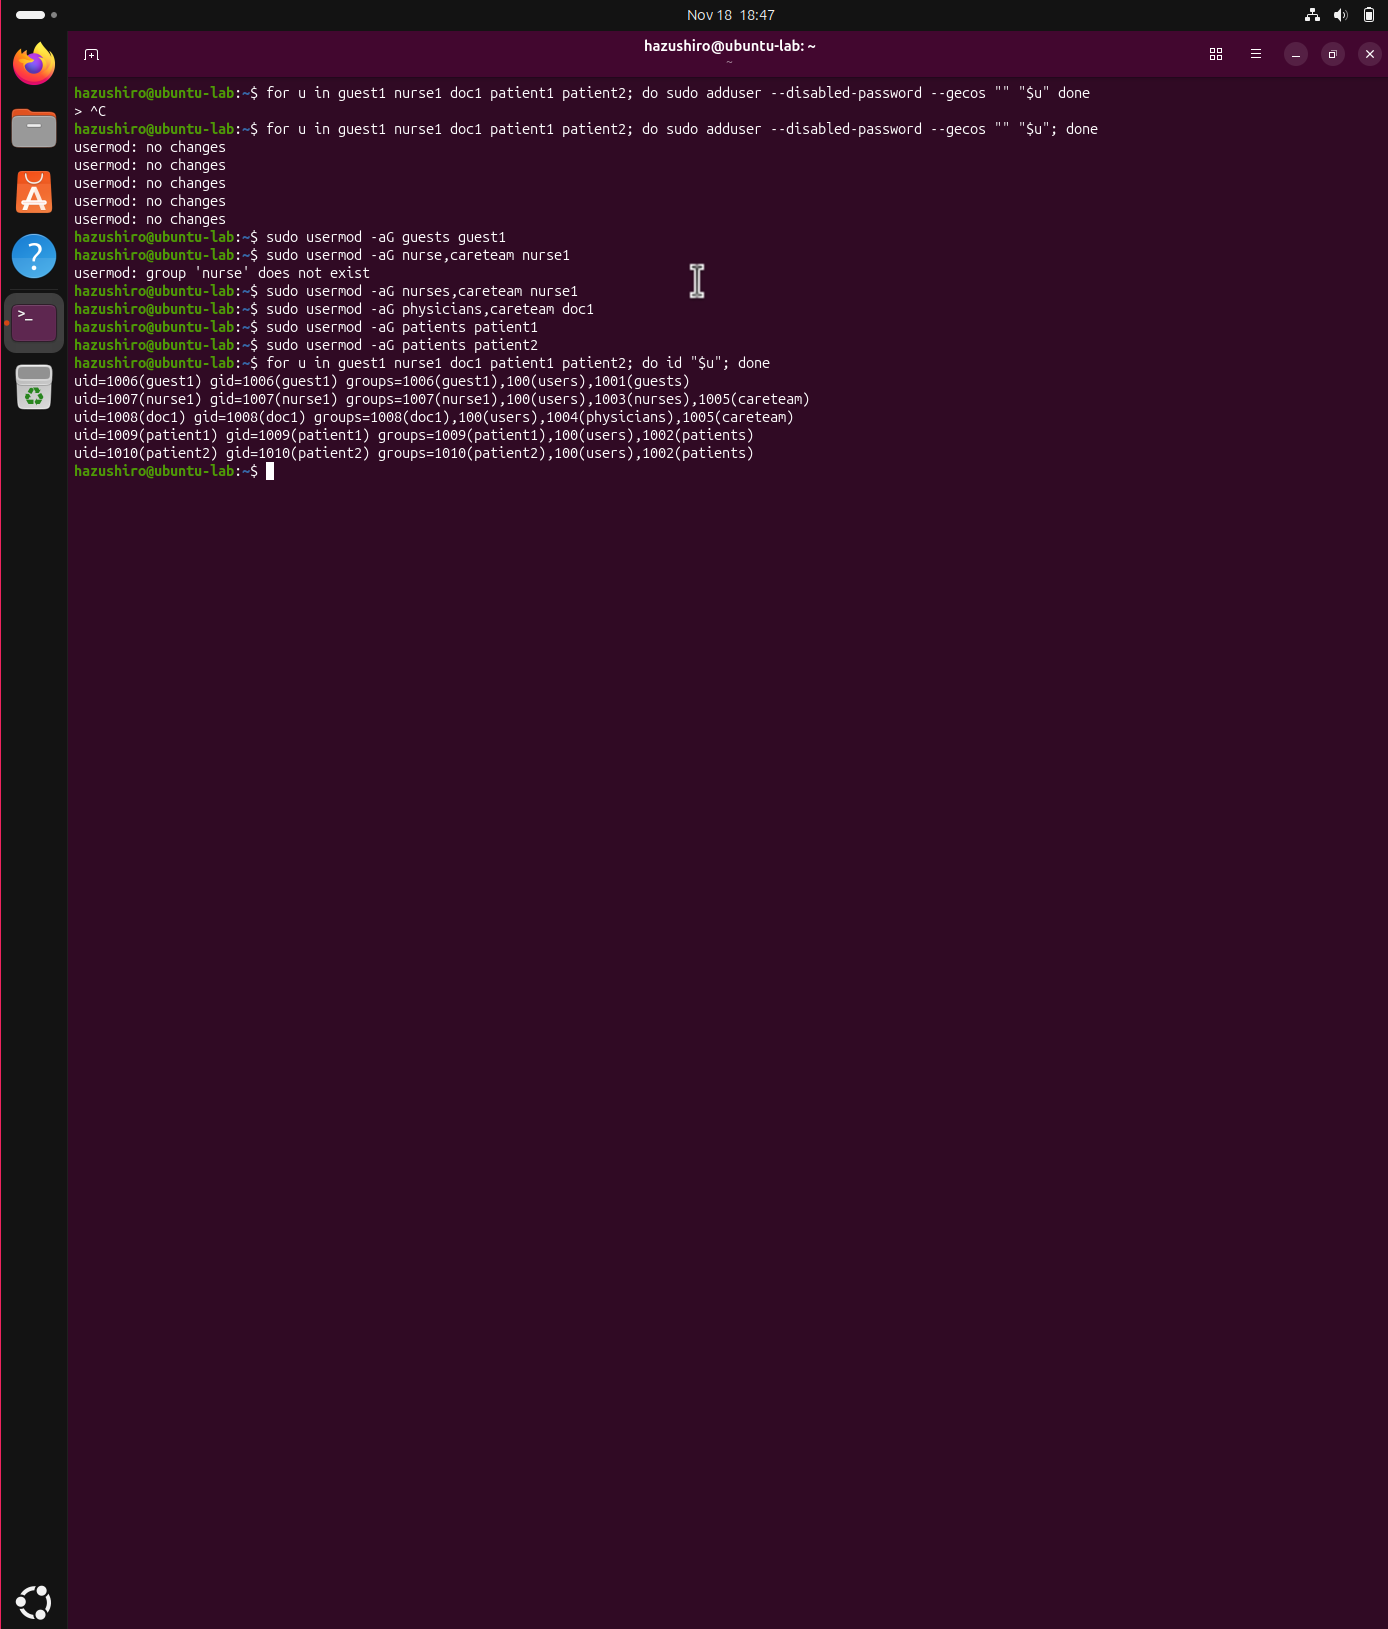 Nov 18 18:47
hazushiro@ubuntu-lab: ~
~
hazushiro@ubuntu-lab:~$ for u in guest1 nurse1 doc1 patient1 patient2; do sudo adduser --disabled-password --gecos "" "$u" done
> ^C
hazushiro@ubuntu-lab:~$ for u in guest1 nurse1 doc1 patient1 patient2; do sudo adduser --disabled-password --gecos "" "$u"; done
usermod: no changes
usermod: no changes
usermod: no changes
usermod: no changes
usermod: no changes
hazushiro@ubuntu-lab:~$ sudo usermod -aG guests guest1
hazushiro@ubuntu-lab:~$ sudo usermod -aG nurse,careteam nurse1
usermod: group 'nurse' does not exist
hazushiro@ubuntu-lab:~$ sudo usermod -aG nurses,careteam nurse1
hazushiro@ubuntu-lab:~$ sudo usermod -aG physicians,careteam doc1
hazushiro@ubuntu-lab:~$ sudo usermod -aG patients patient1
hazushiro@ubuntu-lab:~$ sudo usermod -aG patients patient2
hazushiro@ubuntu-lab:~$ for u in guest1 nurse1 doc1 patient1 patient2; do id "$u"; done
uid=1006(guest1) gid=1006(guest1) groups=1006(guest1),100(users),1001(guests)
uid=1007(nurse1) gid=1007(nurse1) groups=1007(nurse1),100(users),1003(nurses),1005(careteam)
uid=1008(doc1) gid=1008(doc1) groups=1008(doc1),100(users),1004(physicians),1005(careteam)
uid=1009(patient1) gid=1009(patient1) groups=1009(patient1),100(users),1002(patients)
uid=1010(patient2) gid=1010(patient2) groups=1010(patient2),100(users),1002(patients)
hazushiro@ubuntu-lab:~$